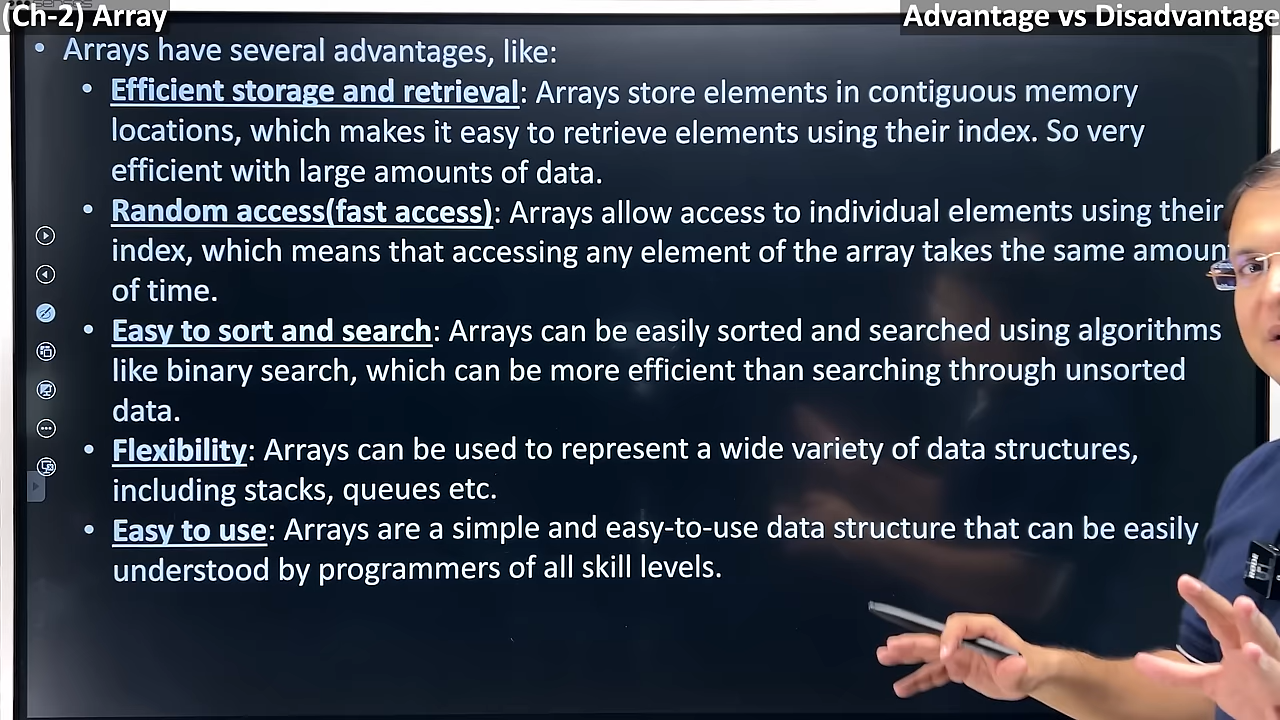 (Ch-2) Array
Advantage vs Disadvantage
• Arrays have several advantages, like:
• Efficient storage and retrieval: Arrays store elements in contiguous memory
locations, which makes it easy to retrieve elements using their index. So very
efficient with large amounts of data.
• Random access(fast access): Arrays allow access to individual elements using their
index, which means that accessing any element of the array takes the same amoun
of time.
• Easy to sort and search: Arrays can be easily sorted and searched using algorithms
like binary search, which can be more efficient than searching through unsorted
data.
• Flexibility: Arrays can be used to represent a wide variety of data structures,
including stacks, queues etc.
• Easy to use: Arrays are a simple and easy-to-use data structure that can be easily
understood by programmers of all skill levels.
RODE